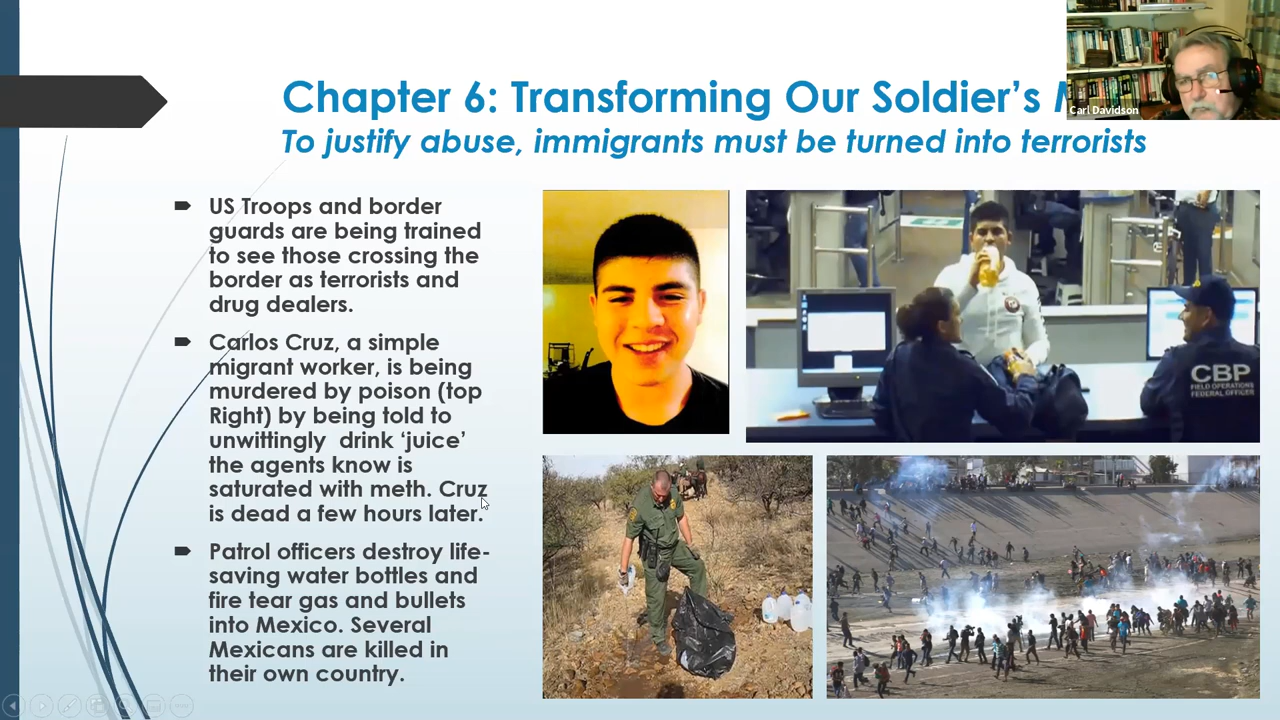 Chapter 6: Transforming Our Soldier's
Carl Davidson
To justify abuse, immigrants must be turned into terrorists
US Troops and border
guards are being trained
to see those crossing the
border as terrorists and
drug dealers.
Carlos Cruz, a simple
migrant worker, is being
murdered by poison (top
Right) by being told to
unwittingly  drink ‘juice’
the agents know is
saturated with meth. Cruz
is dead a few hours later.
Patrol officers destroy life-
saving water bottles and
fire tear gas and bullets
into Mexico. Several
Mexicans are killed in
their own country.
CBP
FIELD OPERATIONS
FEDERAL OFFICER